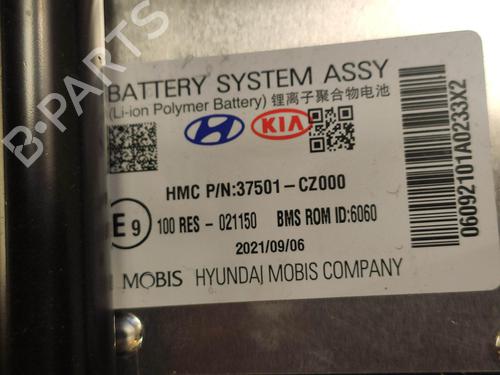 BATTERY SYSTEM ASSY
(Li-ion Polymer Battery) 锂离子聚合物电池
KIA
HMC P/N:37501-CZ000
E9 100 RES - 021150 BMS ROM ID:6060
2021/09/06
MOBIS HYUNDAI MOBIS COMPANY
06092101A0233X2
B-PARTS
B-PARTS